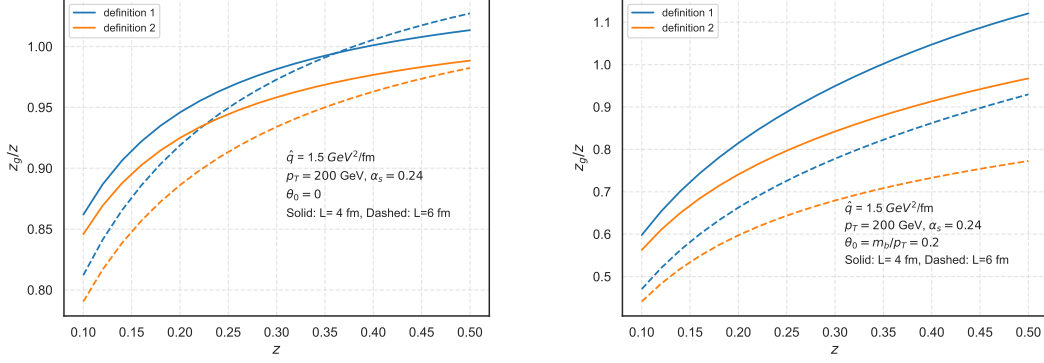 definition 1
definition 2
1.00
0.95
0.90
0.85
0.80
z_g/z
q̂ = 1.5 GeV²/fm
p_T = 200 GeV, α_s = 0.24
θ₀ = 0
Solid: L= 4 fm, Dashed: L=6 fm
0.10 0.15 0.20 0.25 0.30 0.35 0.40 0.45 0.50
z
definition 1
definition 2
1.1
1.0
0.9
0.8
0.7
0.6
0.5
z_g/z
q̂ = 1.5 GeV²/fm
p_T = 200 GeV, α_s = 0.24
θ₀ = m_b/p_T = 0.2
Solid: L= 4 fm, Dashed: L=6 fm
0.10 0.15 0.20 0.25 0.30 0.35 0.40 0.45 0.50
z